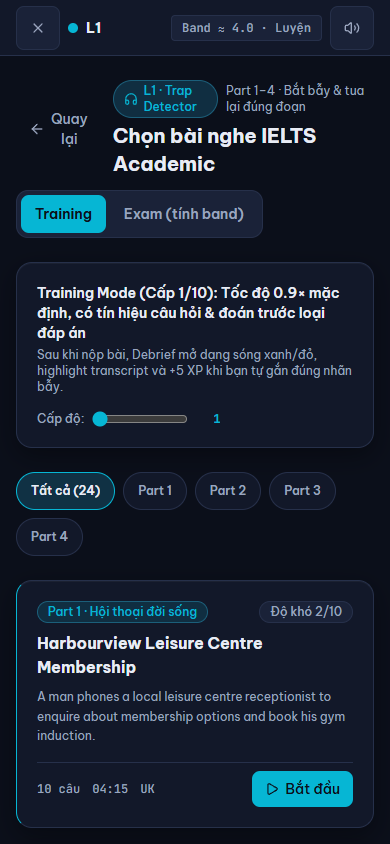 L1
Band ≈ 4.0 · Luyện
Quay
lại
L1 · Trap
Detector
Part 1–4 · Bắt bẫy & tua
lại đúng đoạn
Chọn bài nghe IELTS
Academic
Training
Exam (tính band)
Training Mode (Cấp 1/10): Tốc độ 0.9× mặc
định, có tín hiệu câu hỏi & đoán trước loại
đáp án
Sau khi nộp bài, Debrief mở dạng sóng xanh/đỏ,
highlight transcript và +5 XP khi bạn tự gắn đúng nhãn
bẫy.
Cấp độ:
1
Tất cả (24)
Part 1
Part 2
Part 3
Part 4
Part 1 · Hội thoại đời sống
Độ khó 2/10
Harbourview Leisure Centre
Membership
A man phones a local leisure centre receptionist to
enquire about membership options and book his gym
induction.
10 câu 04:15 UK
Bắt đầu